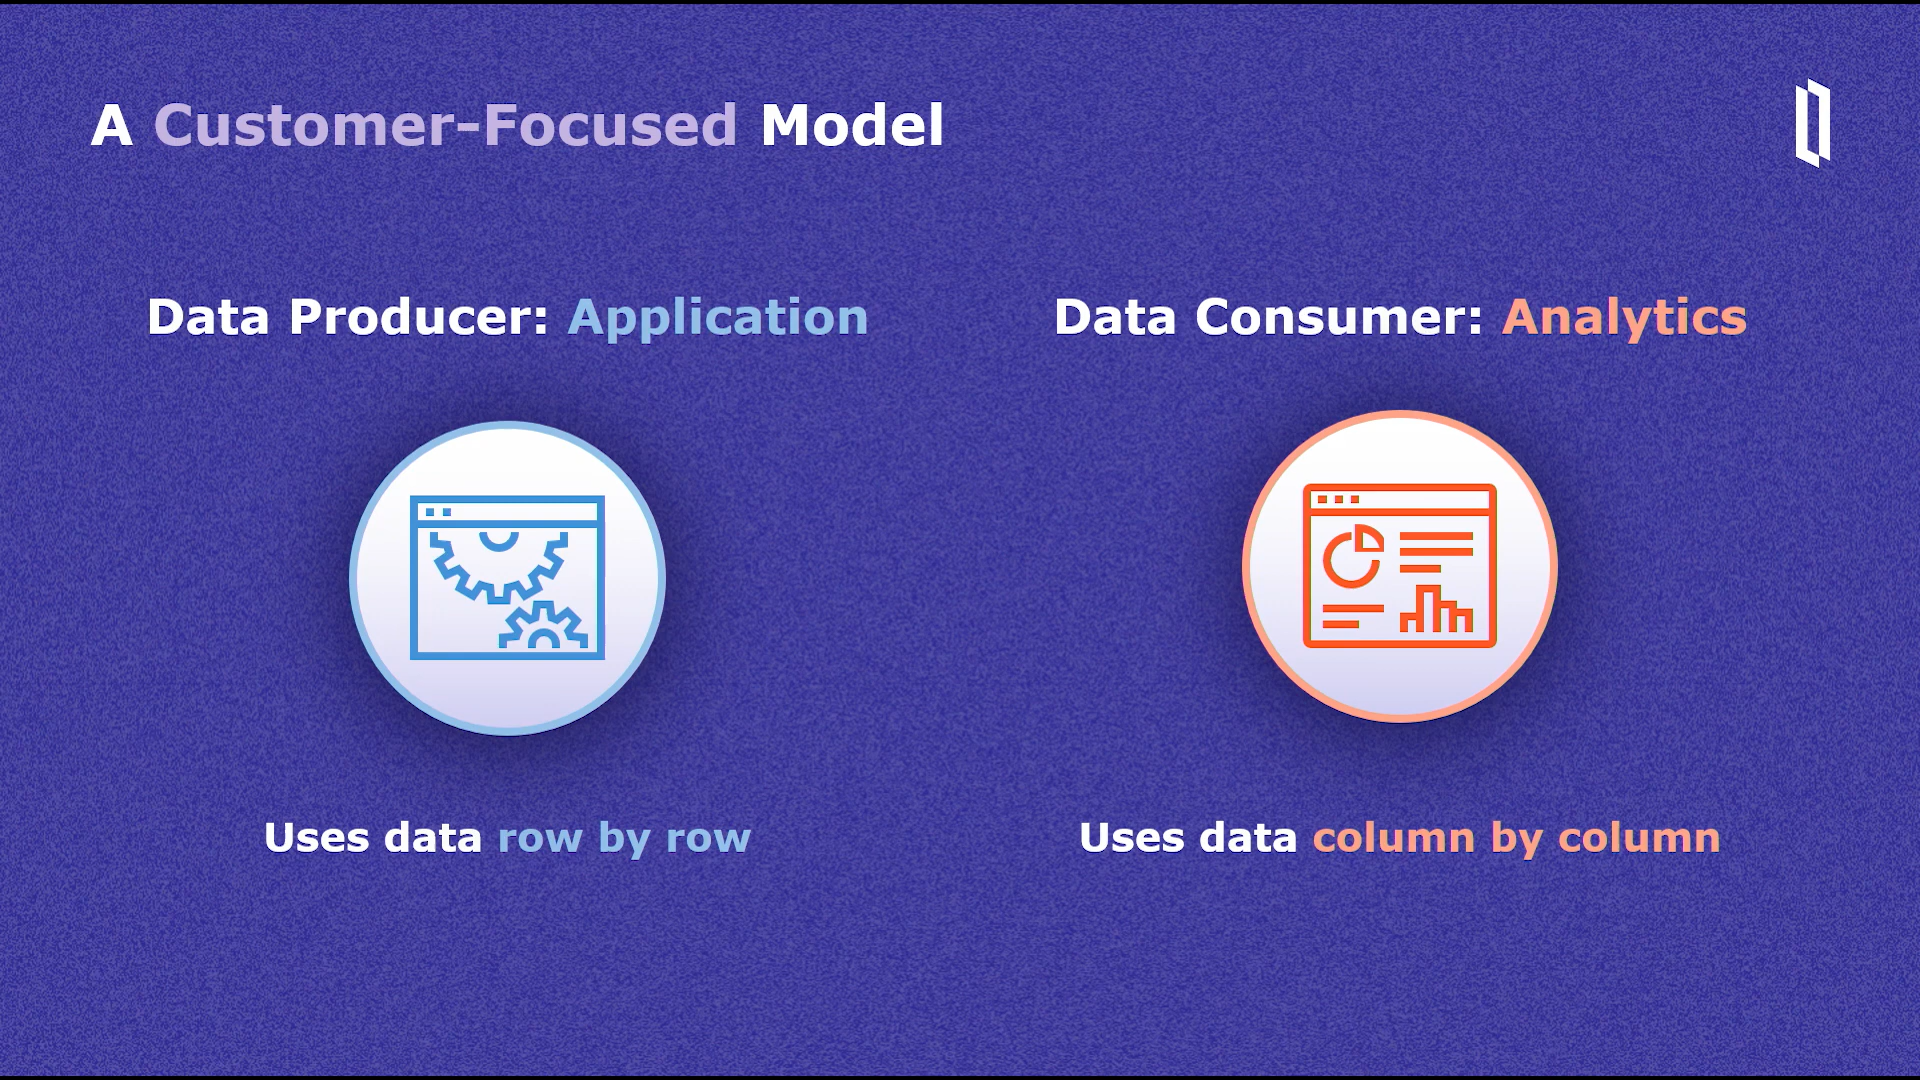 A Customer-Focused Model
Data Producer: Application
Data Consumer: Analytics
Uses data row by row
Uses data column by column